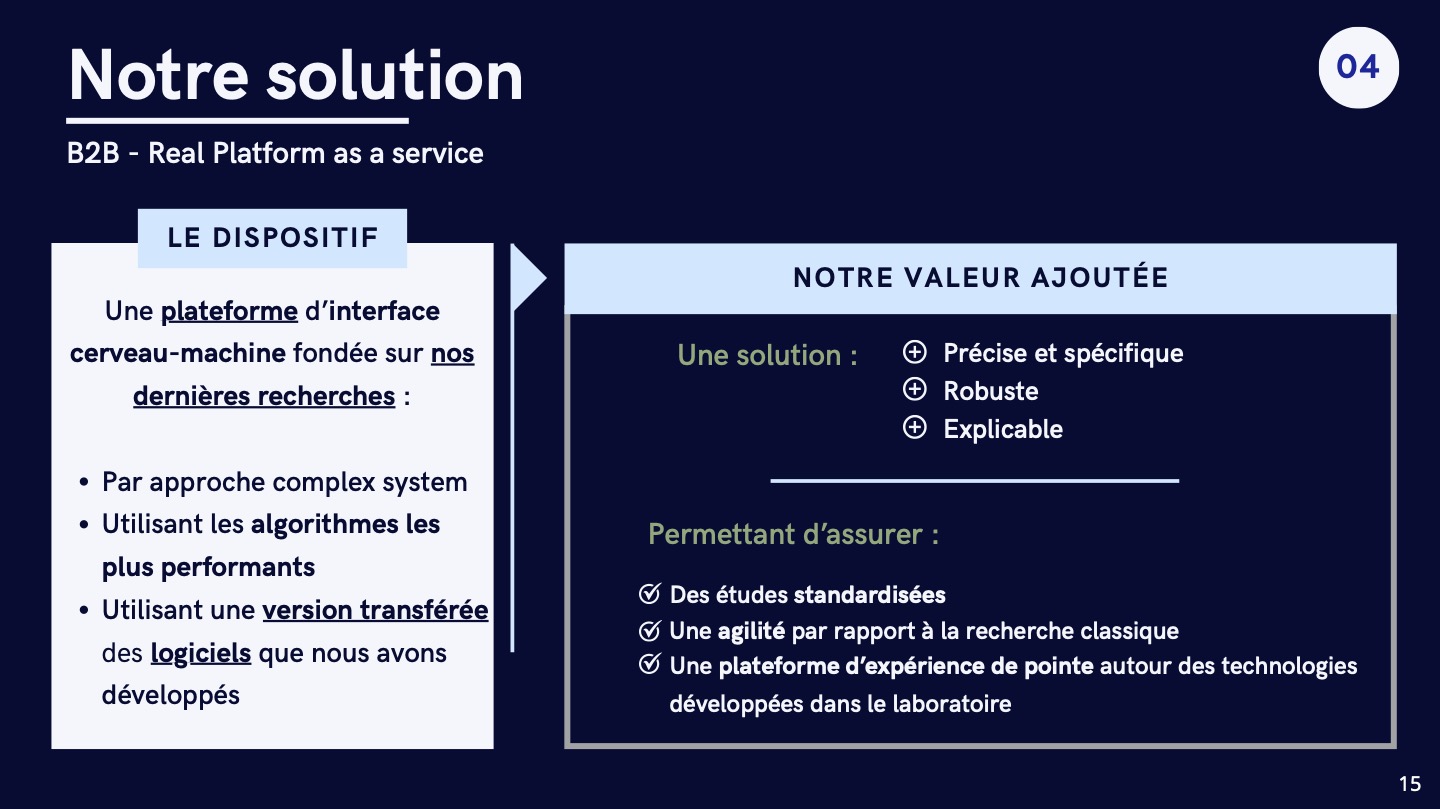 Notre solution
04
B2B - Real Platform as a service
LE DISPOSITIF
Une plateforme d’interface
cerveau-machine fondée sur nos
dernières recherches :
• Par approche complex system
• Utilisant les algorithmes les
plus performants
• Utilisant une version transférée
des logiciels que nous avons
développés
NOTRE VALEUR AJOUTÉE
Une solution :
Précise et spécifique
Robuste
Explicable
Permettant d’assurer :
Des études standardisées
Une agilité par rapport à la recherche classique
Une plateforme d’expérience de pointe autour des technologies
développées dans le laboratoire
15